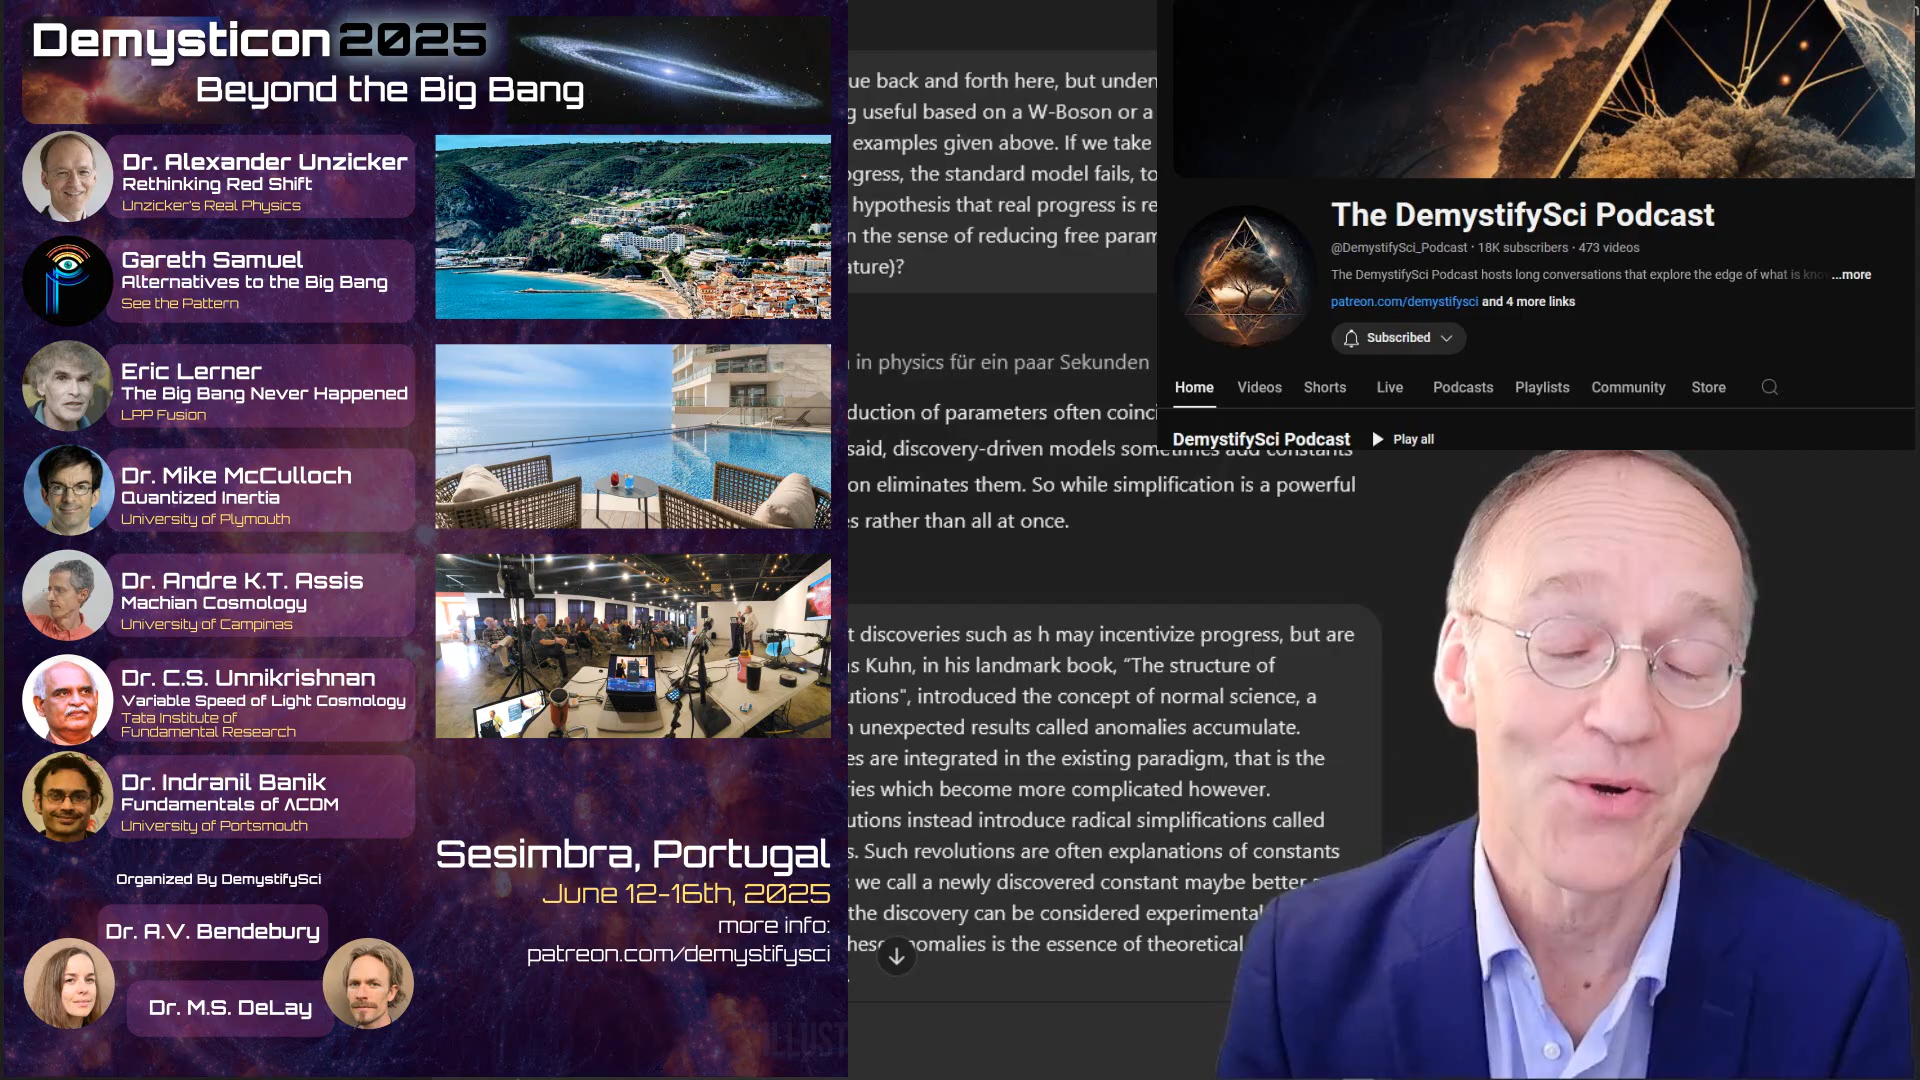 Demysticon 2025
Beyond the Big Bang
Dr. Alexander Unzicker
Rethinking Red Shift
Unzicker's Real Physics
Gareth Samuel
Alternatives to the Big Bang
See the Pattern
Eric Lerner
The Big Bang Never Happened
LPP Fusion
Dr. Mike McCulloch
Quantized Inertia
University of Plymouth
Dr. Andre K.T. Assis
Machian Cosmology
University of Campinas
Dr. C.S. Unnikrishnan
Variable Speed of Light Cosmology
Tata Institute of
Fundamental Research
Dr. Indranil Banik
Fundamentals of ΛCDM
University of Portsmouth
Organized By DemystifySci
Dr. A.V. Bendebury
Dr. M.S. DeLay
Sesimbra, Portugal
June 12-16th, 2025
more info:
patreon.com/demystifysci
ue back and forth here, but unden
g useful based on a W-Boson or a
examples given above. If we take
ogress, the standard model fails, to
hypothesis that real progress is re
n the sense of reducing free param
ature)?
in physics für ein paar Sekunden
duction of parameters often coinci
said, discovery-driven models sometimes add constants
on eliminates them. So while simplification is a powerful
es rather than all at once.
t discoveries such as h may incentivize progress, but are
as Kuhn, in his landmark book, “The structure of
utions", introduced the concept of normal science, a
n unexpected results called anomalies accumulate.
es are integrated in the existing paradigm, that is the
ries which become more complicated however.
utions instead introduce radical simplifications called
s. Such revolutions are often explanations of constants
we call a newly discovered constant maybe better
the discovery can be considered experimental
hese anomalies is the essence of theoretical
The DemystifySci Podcast
@DemystifySci_Podcast · 18K subscribers · 473 videos
The DemystifySci Podcast hosts long conversations that explore the edge of what is know ...more
patreon.com/demystifysci and 4 more links
Subscribed
Home Videos Shorts Live Podcasts Playlists Community Store
DemystifySci Podcast Play all